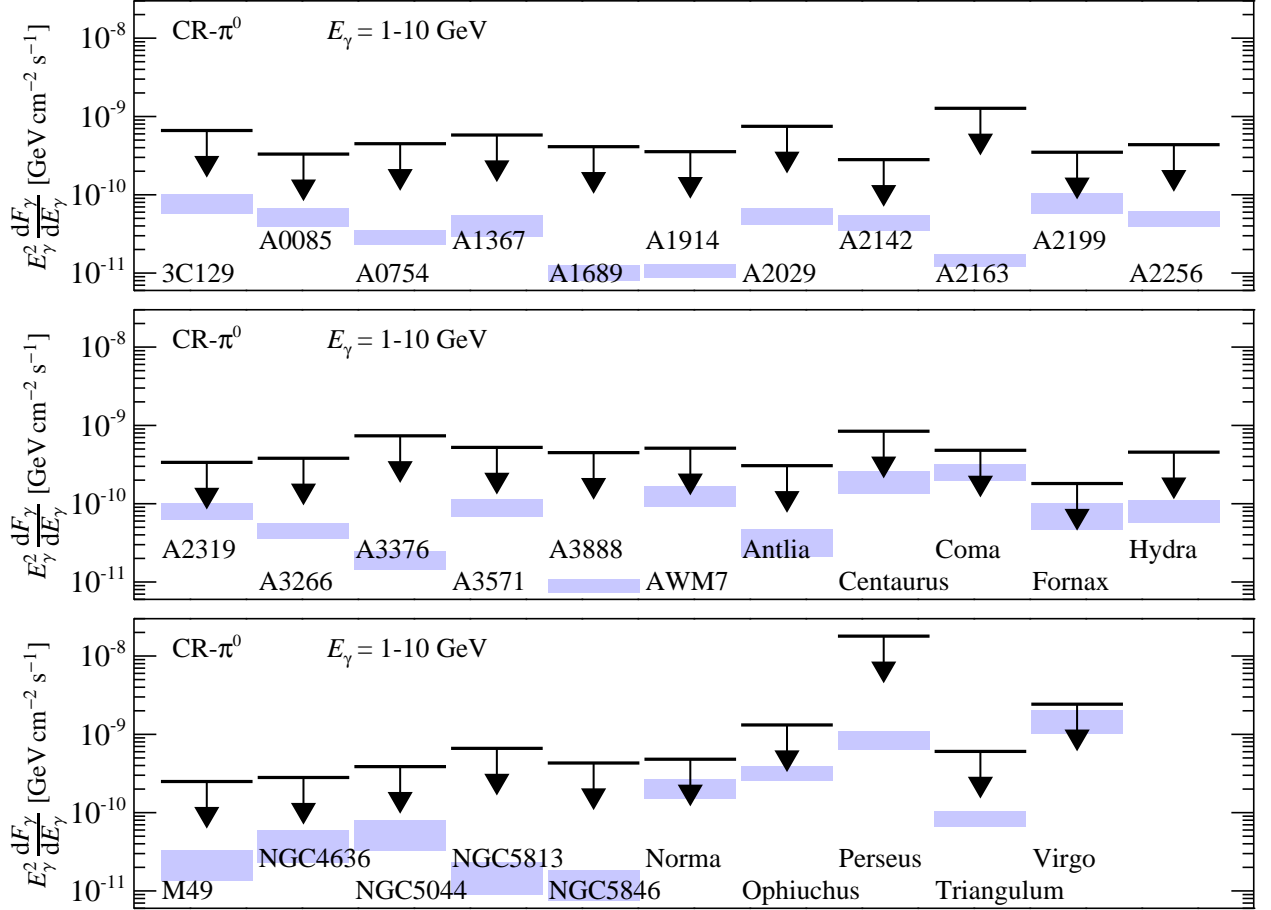 CR-π⁰ E_γ = 1-10 GeV
E²_γ dF_γ/dE_γ [GeV cm⁻² s⁻¹]
10⁻⁸
10⁻⁹
10⁻¹⁰
10⁻¹¹
A0085 A1367 A1914 A2142 A2199
3C129 A0754 A1689 A2029 A2163 A2256
CR-π⁰ E_γ = 1-10 GeV
E²_γ dF_γ/dE_γ [GeV cm⁻² s⁻¹]
10⁻⁸
10⁻⁹
10⁻¹⁰
10⁻¹¹
A2319 A3376 A3888 Antlia Coma Hydra
A3266 A3571 AWM7 Centaurus Fornax
CR-π⁰ E_γ = 1-10 GeV
E²_γ dF_γ/dE_γ [GeV cm⁻² s⁻¹]
10⁻⁸
10⁻⁹
10⁻¹⁰
10⁻¹¹
NGC4636 NGC5813 Norma Perseus Virgo
M49 NGC5044 NGC5846 Ophiuchus Triangulum